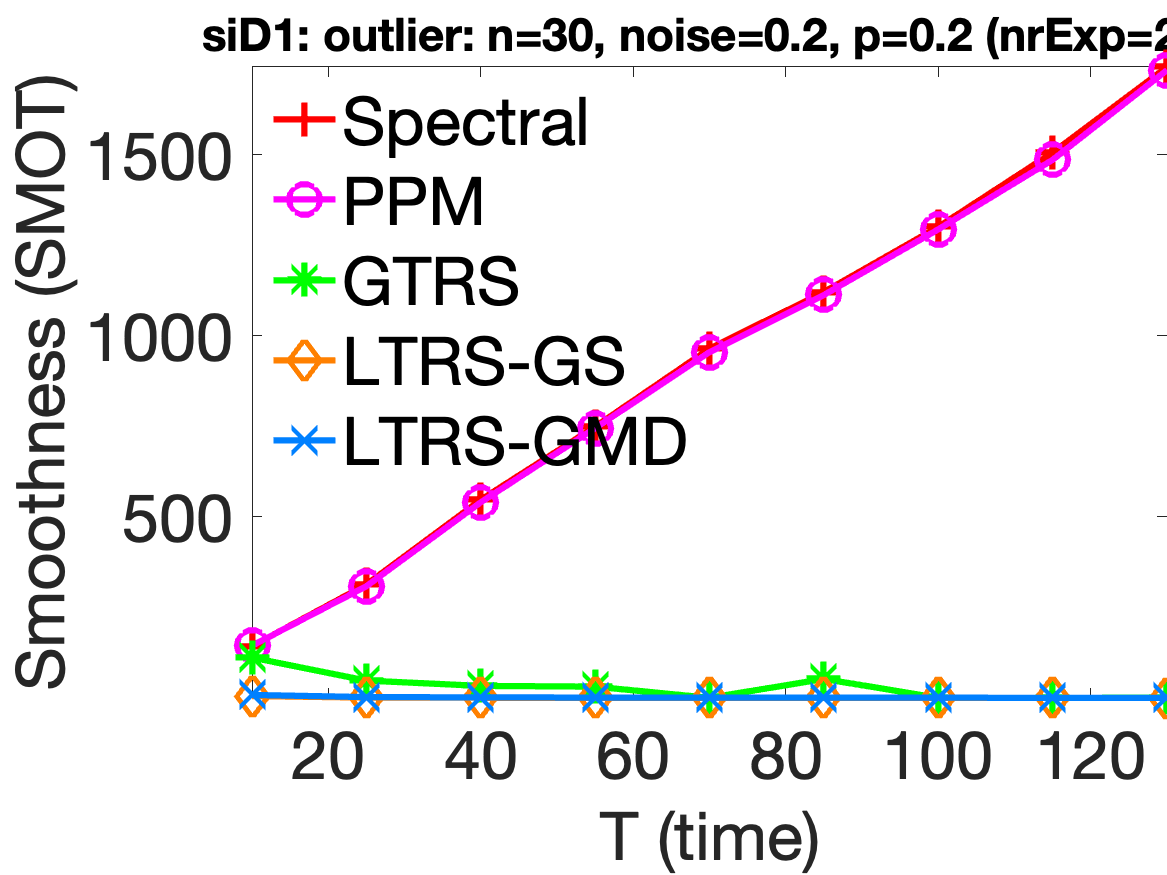 siD1: outlier: n=30, noise=0.2, p=0.2 (nrExp=2
Smoothness (SMOT)
1500
1000
500
Spectral
PPM
GTRS
LTRS-GS
LTRS-GMD
20 40 60 80 100 120
T (time)